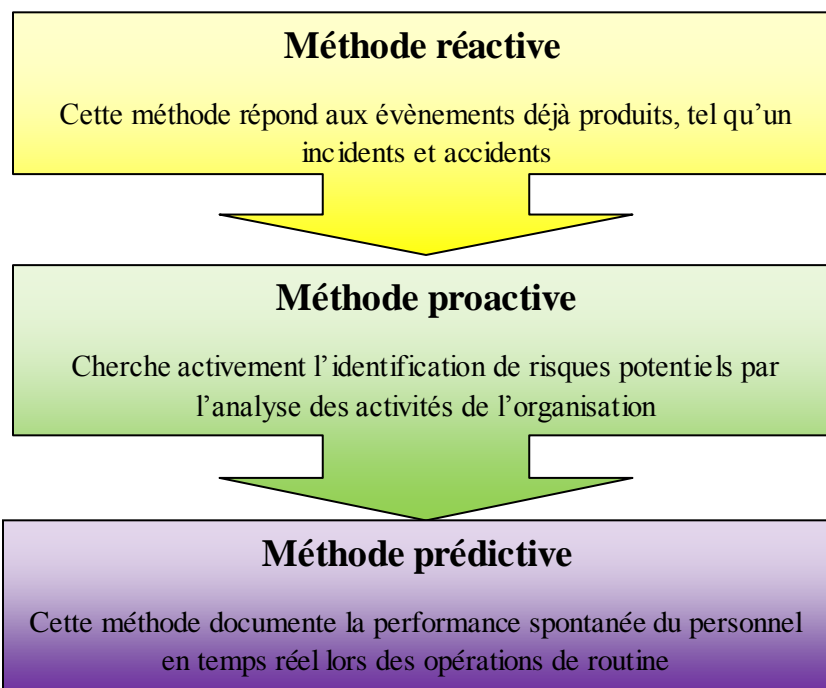 Méthode réactive
Cette méthode répond aux évènements déjà produits, tel qu’un
incidents et accidents
Méthode proactive
Cherche activement l’identification de risques potentiels par
l’analyse des activités de l’organisation
Méthode prédictive
Cette méthode documente la performance spontanée du personnel
en temps réel lors des opérations de routine